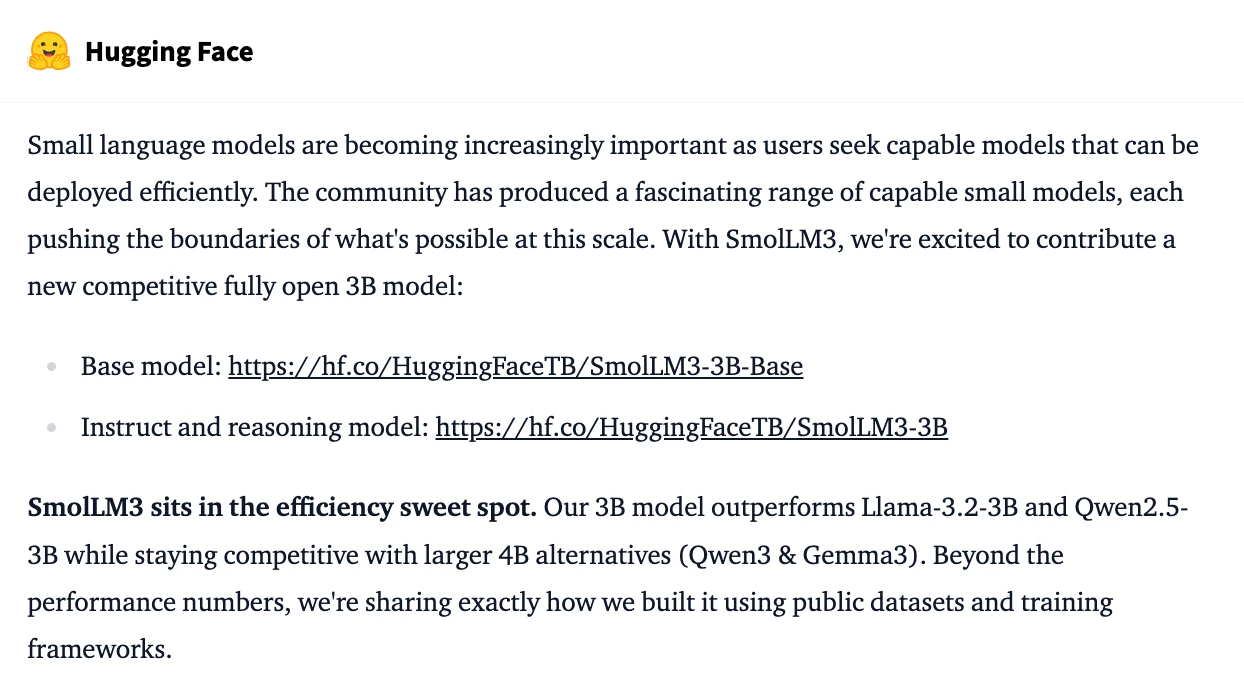 Hugging Face
Small language models are becoming increasingly important as users seek capable models that can be
deployed efficiently. The community has produced a fascinating range of capable small models, each
pushing the boundaries of what's possible at this scale. With SmolLM3, we're excited to contribute a
new competitive fully open 3B model:
Base model: https://hf.co/HuggingFaceTB/SmolLM3-3B-Base
Instruct and reasoning model: https://hf.co/HuggingFaceTB/SmolLM3-3B
SmolLM3 sits in the efficiency sweet spot. Our 3B model outperforms Llama-3.2-3B and Qwen2.5-
3B while staying competitive with larger 4B alternatives (Qwen3 & Gemma3). Beyond the
performance numbers, we're sharing exactly how we built it using public datasets and training
frameworks.